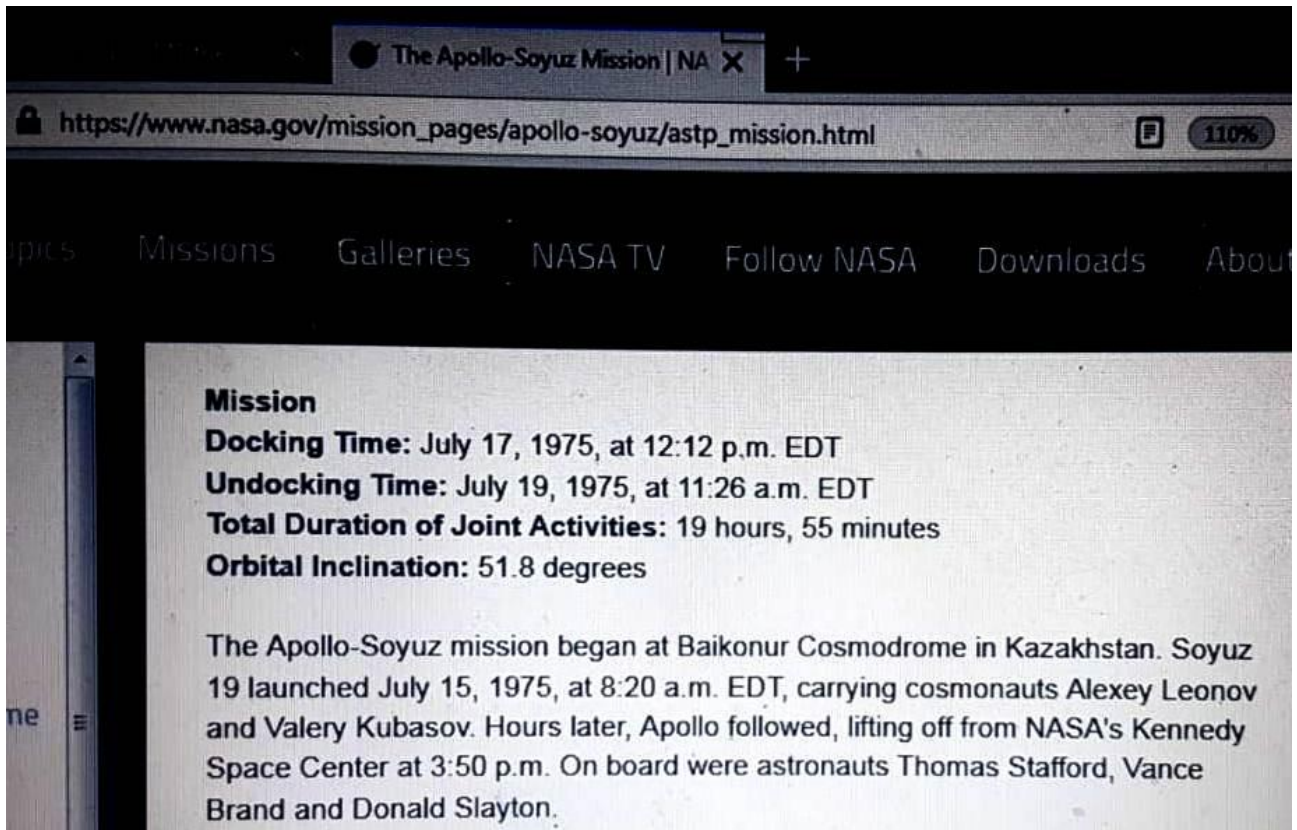 The Apollo-Soyuz Mission | NA
https://www.nasa.gov/mission_pages/apollo-soyuz/astp_mission.html 110%
Missions Galleries NASA TV Follow NASA Downloads About
Mission
Docking Time: July 17, 1975, at 12:12 p.m. EDT
Undocking Time: July 19, 1975, at 11:26 a.m. EDT
Total Duration of Joint Activities: 19 hours, 55 minutes
Orbital Inclination: 51.8 degrees
The Apollo-Soyuz mission began at Baikonur Cosmodrome in Kazakhstan. Soyuz
19 launched July 15, 1975, at 8:20 a.m. EDT, carrying cosmonauts Alexey Leonov
and Valery Kubasov. Hours later, Apollo followed, lifting off from NASA's Kennedy
Space Center at 3:50 p.m. On board were astronauts Thomas Stafford, Vance
Brand and Donald Slayton.